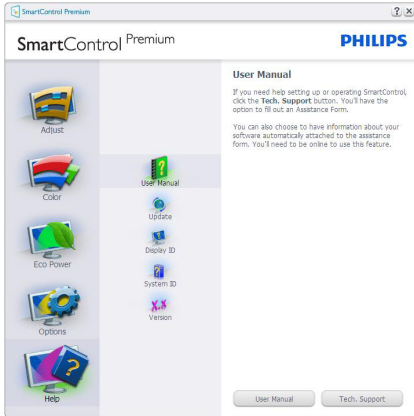 SmartControl Premium
SmartControl Premium
PHILIPS
Adjust
Color
Eco Power
Options
Help
User Manual
Update
Display ID
System ID
Version
User Manual
If you need help setting up or operating SmartControl,
click the Tech. Support button. You'll have the
option to fill out an Assistance Form.
You can also choose to have information about your
software automatically attached to the assistance
form. You'll need to be online to use this feature.
User Manual
Tech. Support